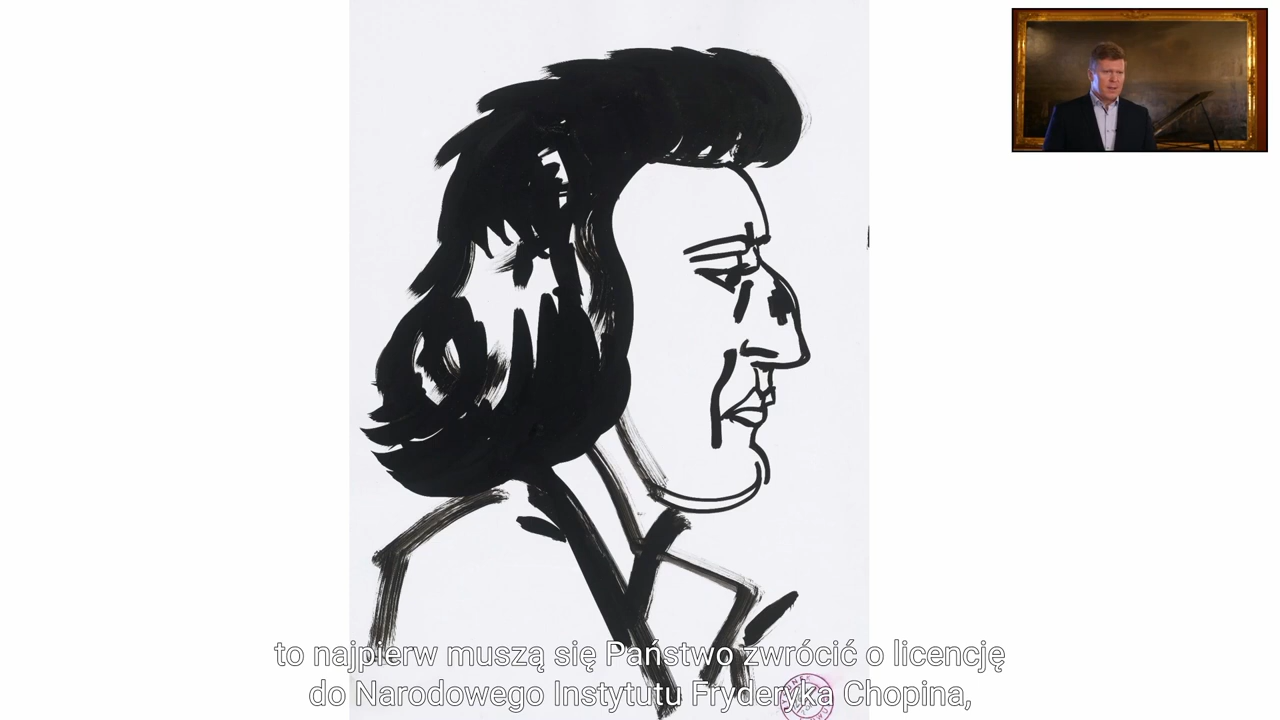 to najpierw muszą się Państwo zwrócić o licencję
do Narodowego Instytutu Fryderyka Chopina,